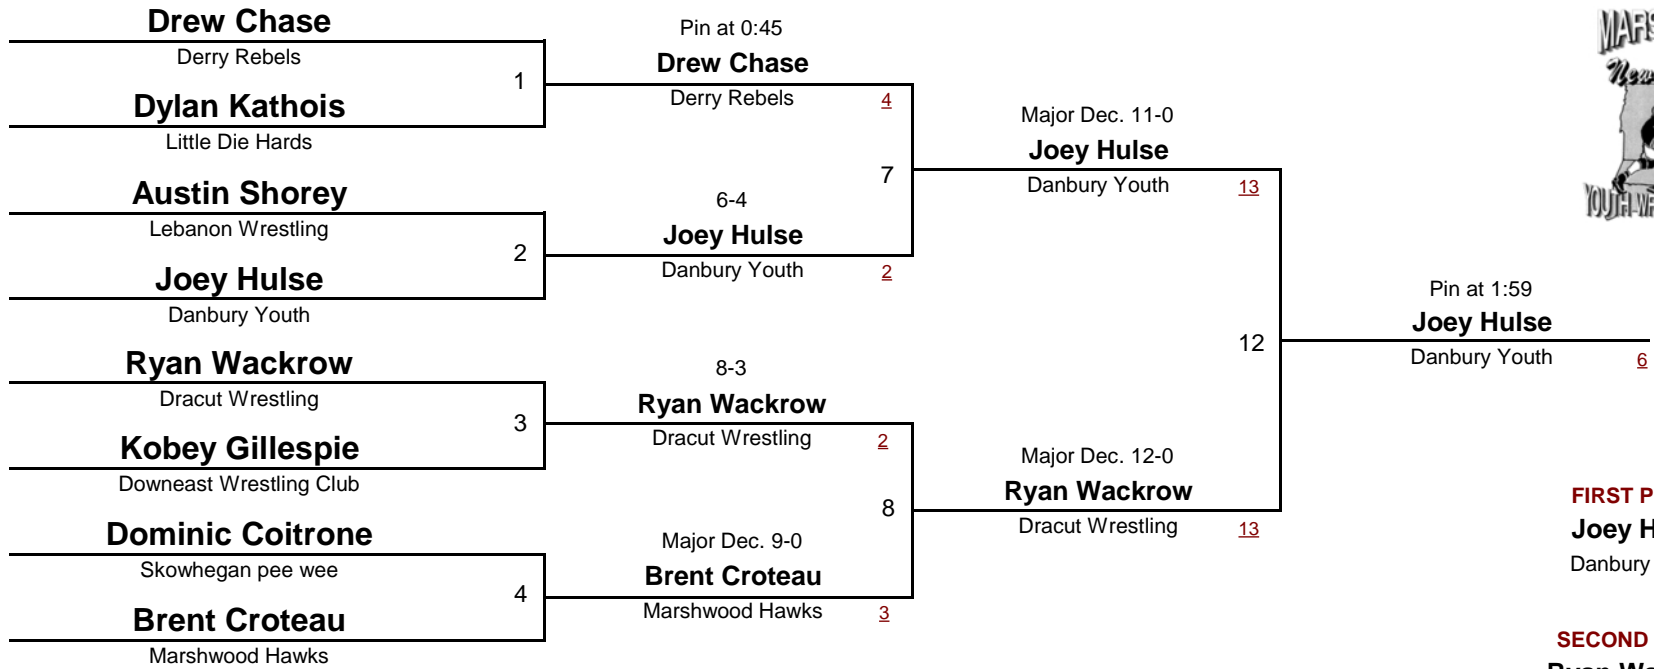 Drew Chase
Derry Rebels
1
Dylan Kathois
Little Die Hards
Austin Shorey
Lebanon Wrestling
2
Joey Hulse
Danbury Youth
Ryan Wackrow
Dracut Wrestling
3
Kobey Gillespie
Downeast Wrestling Club
Dominic Coitrone
Skowhegan pee wee
4
Brent Croteau
Marshwood Hawks
Pin at 0:45
Drew Chase
Derry Rebels 4
7
6-4
Joey Hulse
Danbury Youth 2
8-3
Ryan Wackrow
Dracut Wrestling 2
8
Major Dec. 9-0
Brent Croteau
Marshwood Hawks 3
Major Dec. 11-0
Joey Hulse
Danbury Youth 13
12
Major Dec. 12-0
Ryan Wackrow
Dracut Wrestling 13
Pin at 1:59
Joey Hulse
Danbury Youth 6
FIRST P
Joey H
Danbury
SECOND